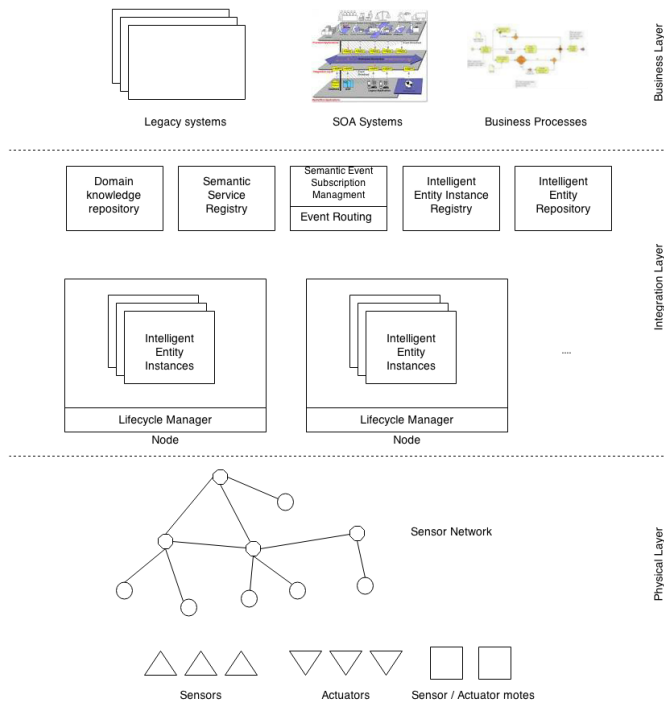 Business Layer
Legacy systems
SOA Systems
Business Processes
Domain
knowledge
repository
Semantic
Service
Registry
Semantic Event
Subscription
Managment
Event Routing
Intelligent
Entity Instance
Registry
Intelligent
Entity
Repository
Integration Layer
Intelligent
Entity
Instances
Lifecycle Manager
Node
Intelligent
Entity
Instances
Lifecycle Manager
Node
....
Sensor Network
Physical Layer
Sensors
Actuators
Sensor / Actuator motes